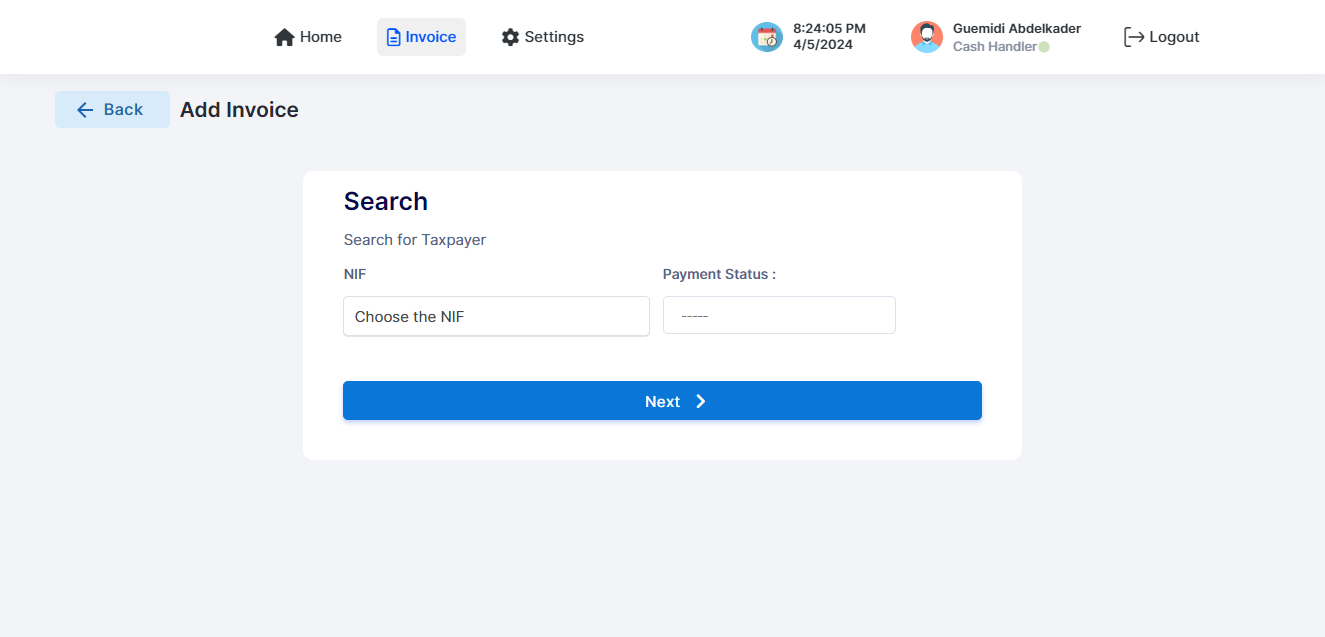 Home
Invoice
Settings
8:24:05 PM
4/5/2024
Guemidi Abdelkader
Cash Handler
Logout
Back
Add Invoice
Search
Search for Taxpayer
NIF
Payment Status :
Choose the NIF
-----
Next